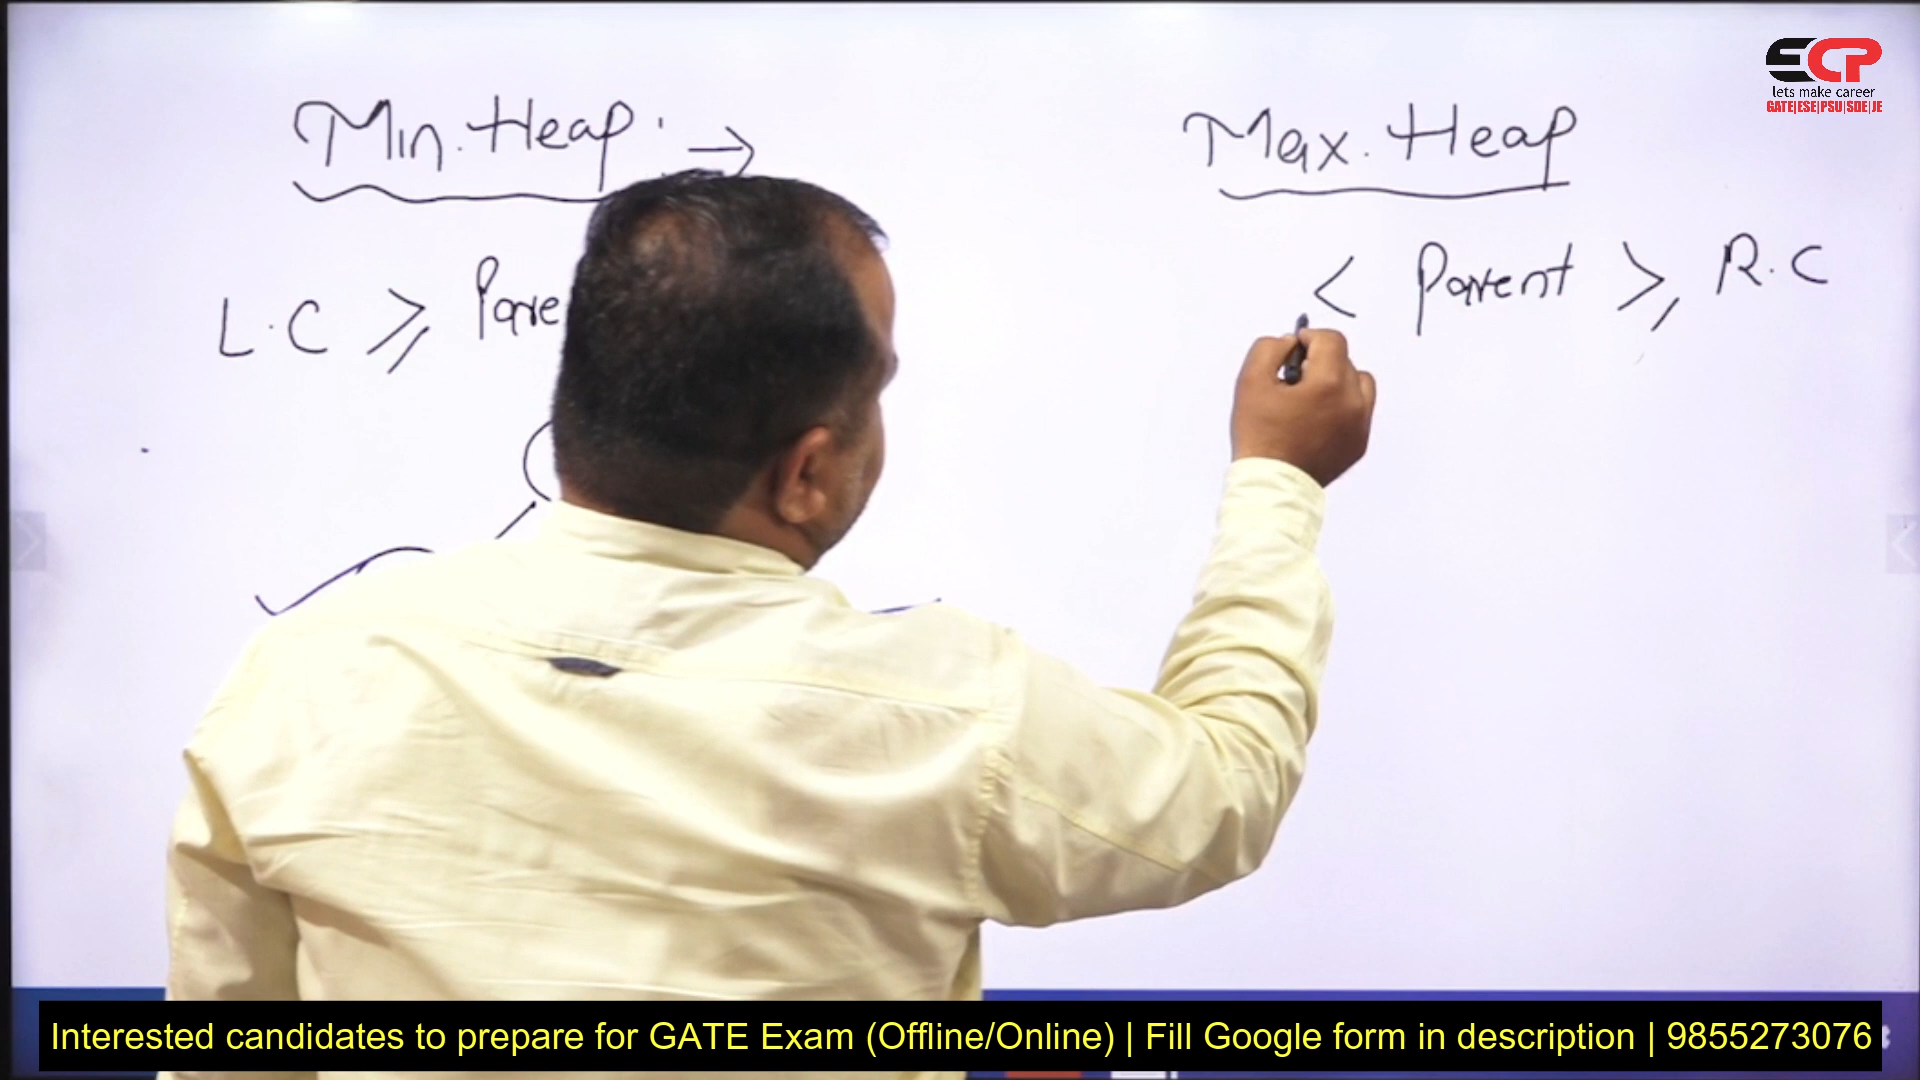 Min. Heap. →
Max. Heap
L.C ≥ Pare
< Parent ≥ R.C
ECP
lets make career
GATE|ESE|PSU|SDE|JE
Interested candidates to prepare for GATE Exam (Offline/Online) | Fill Google form in description | 9855273076